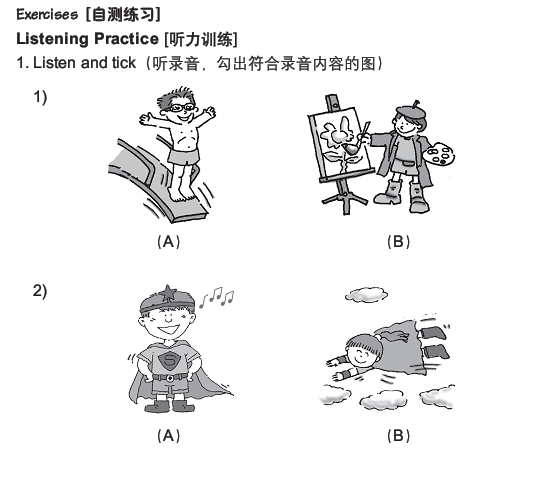 Exercises [自测练习]
Listening Practice [听力训练]
1. Listen and tick（听录音，勾出符合录音内容的图）
1)
(A) (B)
2)
(A) (B)